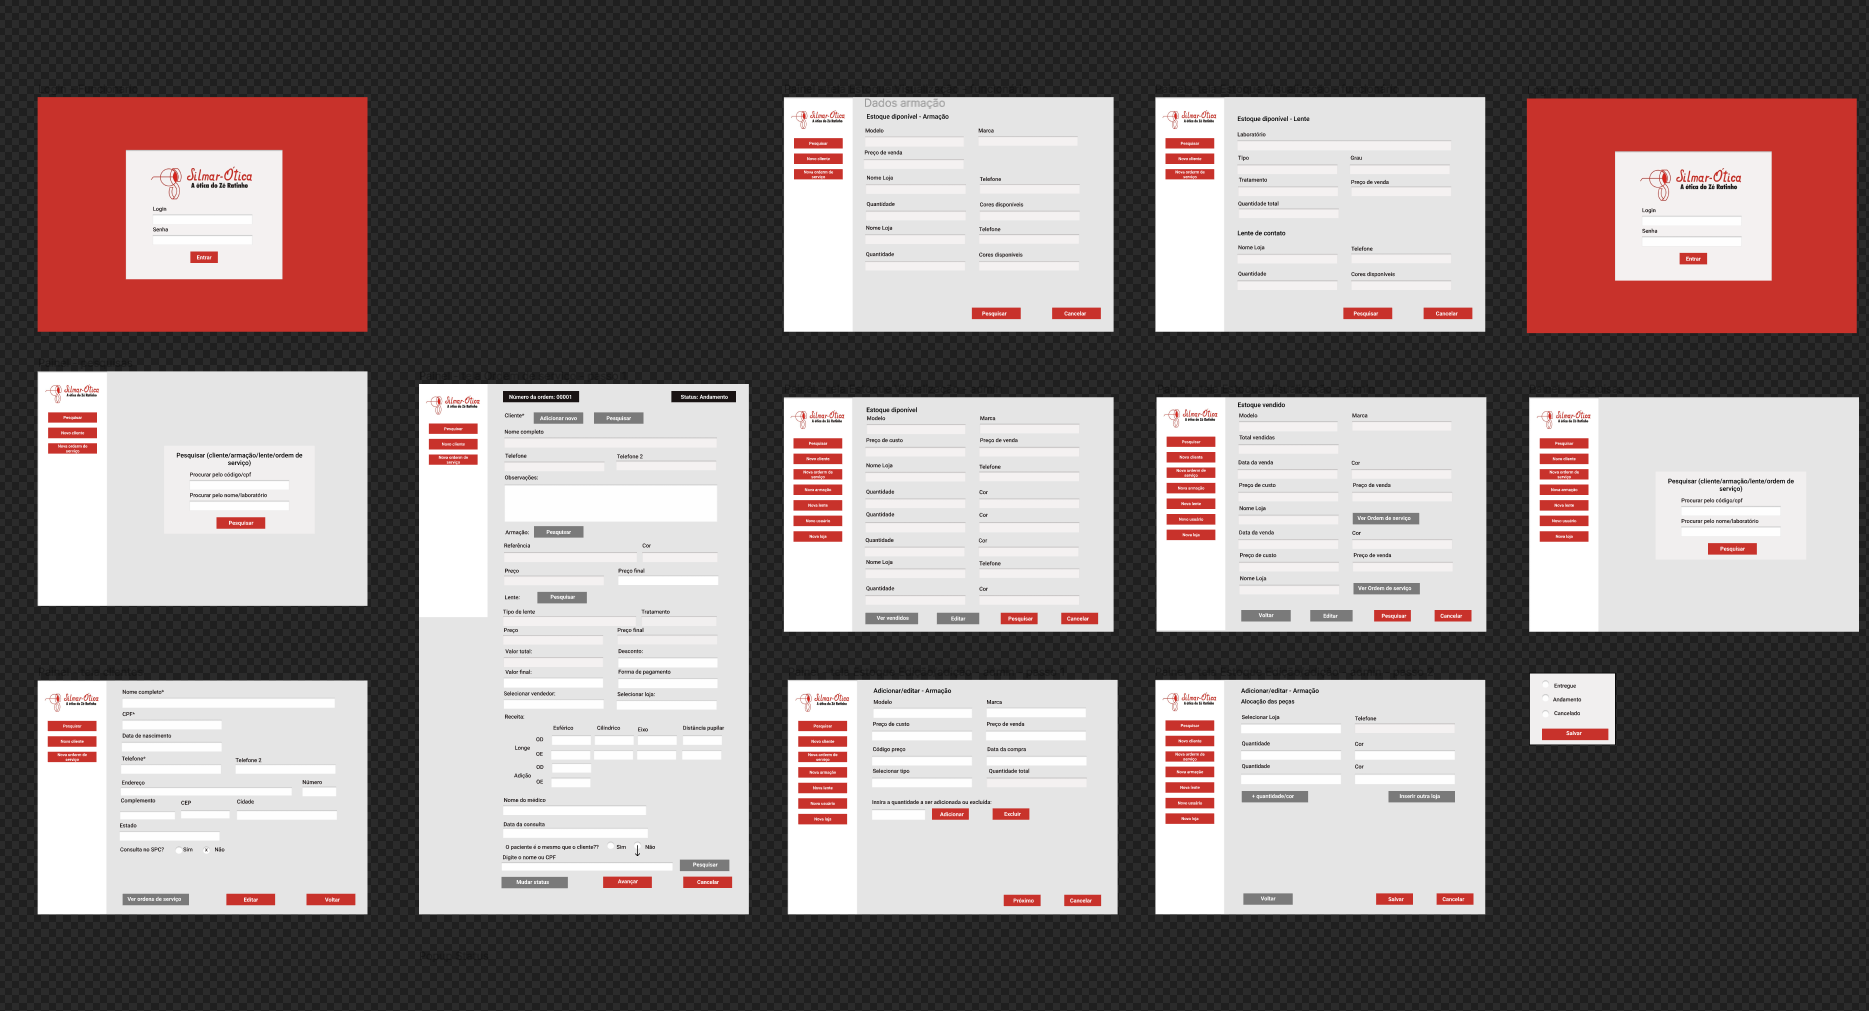 Silmar-Ótica
A ótica do Zé Ratinho
Login
Senha
Entrar
Dados armação
Silmar-Ótica
A ótica do Zé Ratinho
Pesquisar
Novo cliente
Nova orderm de
serviço
Estoque diponível - Armação
Modelo Marca
Preço de venda
Nome Loja Telefone
Quantidade Cores disponíveis
Nome Loja Telefone
Quantidade Cores disponíveis
Pesquisar Cancelar
Silmar-Ótica
A ótica do Zé Ratinho
Pesquisar
Novo cliente
Nova orderm de
serviço
Estoque diponível - Lente
Laboratório
Tipo Grau
Tratamento Preço de venda
Quantidade total
Lente de contato
Nome Loja Telefone
Quantidade Cores disponíveis
Pesquisar Cancelar
Silmar-Ótica
A ótica do Zé Ratinho
Login
Senha
Entrar
Silmar-Ótica
A ótica do Zé Ratinho
Pesquisar
Novo cliente
Nova orderm de
serviço
Pesquisar (cliente/armação/lente/ordem de
serviço)
Procurar pelo código/cpf
Procurar pelo nome/laboratório
Pesquisar
Silmar-Ótica
A ótica do Zé Ratinho
Pesquisar
Novo cliente
Nova orderm de
serviço
Número da ordem: 00001 Status: Andamento
Cliente* Adicionar novo Pesquisar
Nome completo
Telefone Telefone 2
Observações:
Armação: Pesquisar
Referência Cor
Preço Preço final
Lente: Pesquisar
Tipo de lente Tratamento
Preço Preço final
Valor total: Desconto:
Valor final: Forma de pagamento
Selecionar vendedor: Selecionar loja:
Receita:
Esférico Cilíndrico Eixo Distância pupilar
OD
Longe
OE
OD
Adição
OE
Nome do médico
Data da consulta
O paciente é o mesmo que o cliente?? Sim Não
Digite o nome ou CPF
Pesquisar
Mudar status Avançar Cancelar
Silmar-Ótica
A ótica do Zé Ratinho
Pesquisar
Novo cliente
Nova orderm de
serviço
Nova armação
Nova lente
Novo usuário
Nova loja
Estoque diponível
Modelo Marca
Preço de custo Preço de venda
Nome Loja Telefone
Quantidade Cor
Quantidade Cor
Quantidade Cor
Nome Loja Telefone
Quantidade Cor
Ver vendidos Editar Pesquisar Cancelar
Silmar-Ótica
A ótica do Zé Ratinho
Pesquisar
Novo cliente
Nova orderm de
serviço
Nova armação
Nova lente
Novo usuário
Nova loja
Estoque vendido
Modelo Marca
Total vendidas
Data da venda Cor
Preço de custo Preço de venda
Nome Loja
Ver Ordem de serviço
Data da venda Cor
Preço de custo Preço de venda
Nome Loja
Ver Ordem de serviço
Voltar Editar Pesquisar Cancelar
Silmar-Ótica
A ótica do Zé Ratinho
Pesquisar
Novo cliente
Nova orderm de
serviço
Nova armação
Nova lente
Novo usuário
Nova loja
Pesquisar (cliente/armação/lente/ordem de
serviço)
Procurar pelo código/cpf
Procurar pelo nome/laboratório
Pesquisar
Silmar-Ótica
A ótica do Zé Ratinho
Pesquisar
Novo cliente
Nova orderm de
serviço
Nome completo*
CPF*
Data de nascimento
Telefone* Telefone 2
Endereço Número
Complemento CEP Cidade
Estado
Consulta no SPC? Sim x Não
Ver ordens de serviço Editar Voltar
Silmar-Ótica
A ótica do Zé Ratinho
Pesquisar
Novo cliente
Nova orderm de
serviço
Nova armação
Nova lente
Novo usuário
Nova loja
Adicionar/editar - Armação
Modelo Marca
Preço de custo Preço de venda
Código preço Data da compra
Selecionar tipo Quantidade total
Insira a quantidade a ser adicionada ou excluída:
Adicionar Excluir
Próximo Cancelar
Silmar-Ótica
A ótica do Zé Ratinho
Pesquisar
Novo cliente
Nova orderm de
serviço
Nova armação
Nova lente
Novo usuário
Nova loja
Adicionar/editar - Armação
Alocação das peças
Selecionar Loja Telefone
Quantidade Cor
Quantidade Cor
+ quantidade/cor Inserir outra loja
Voltar Salvar Cancelar
Entregue
Andamento
Cancelado
Salvar